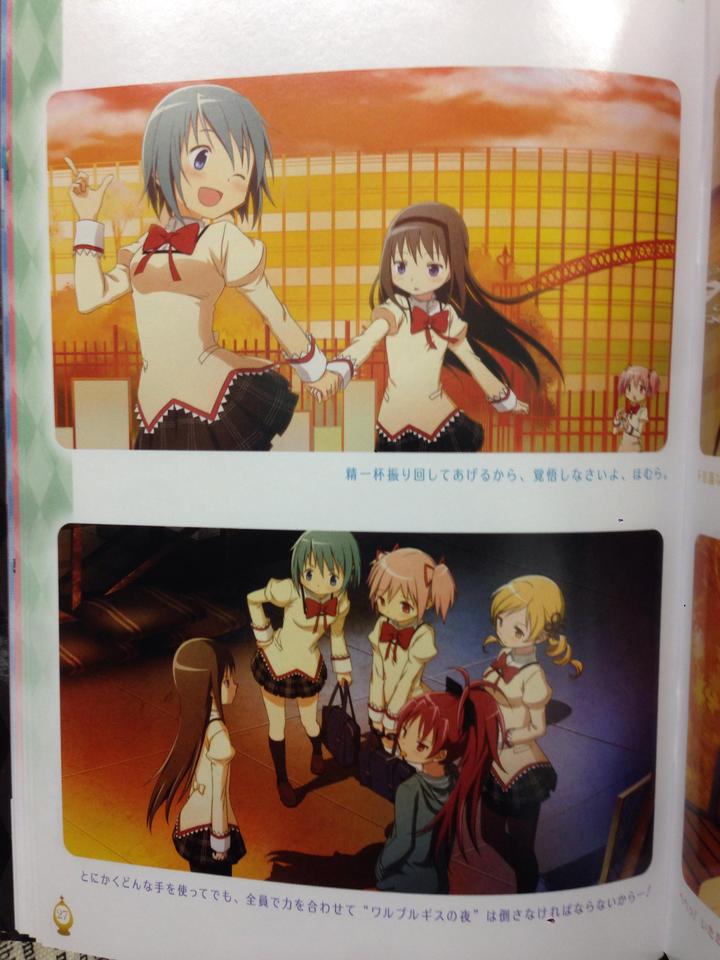 精一杯振り回してあげるから、覚悟しなさいよ、ほむら。
とにかくどんな手を使ってでも、全員で力を合わせて“ワルプルギスの夜”は倒さなければならないからー！
27